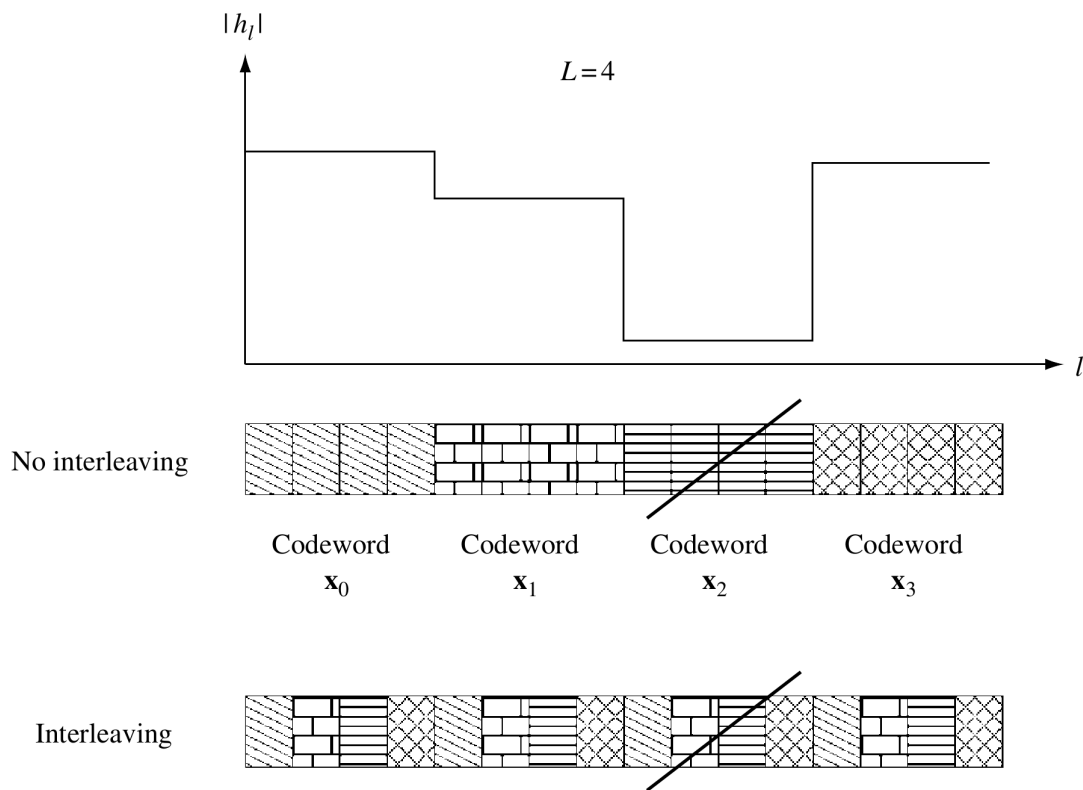 |h_l|
L = 4
l
No interleaving
Codeword Codeword Codeword Codeword
x_0 x_1 x_2 x_3
Interleaving